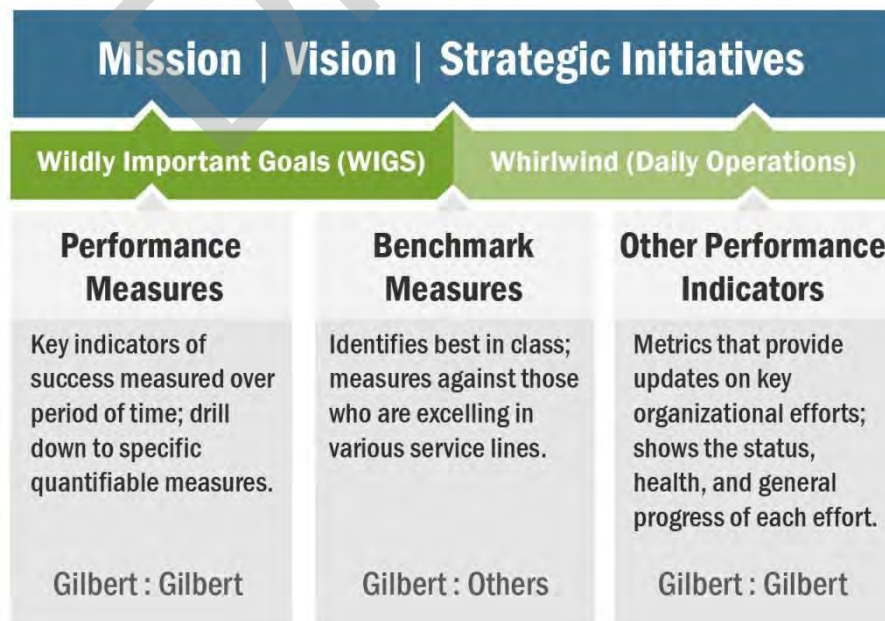 Mission | Vision | Strategic Initiatives
Wildly Important Goals (WIGS)
Whirlwind (Daily Operations)
Performance
Measures
Key indicators of
success measured over
period of time; drill
down to specific
quantifiable measures.
Gilbert : Gilbert
Benchmark
Measures
Identifies best in class;
measures against those
who are excelling in
various service lines.
Gilbert : Others
Other Performance
Indicators
Metrics that provide
updates on key
organizational efforts;
shows the status,
health, and general
progress of each effort.
Gilbert : Gilbert